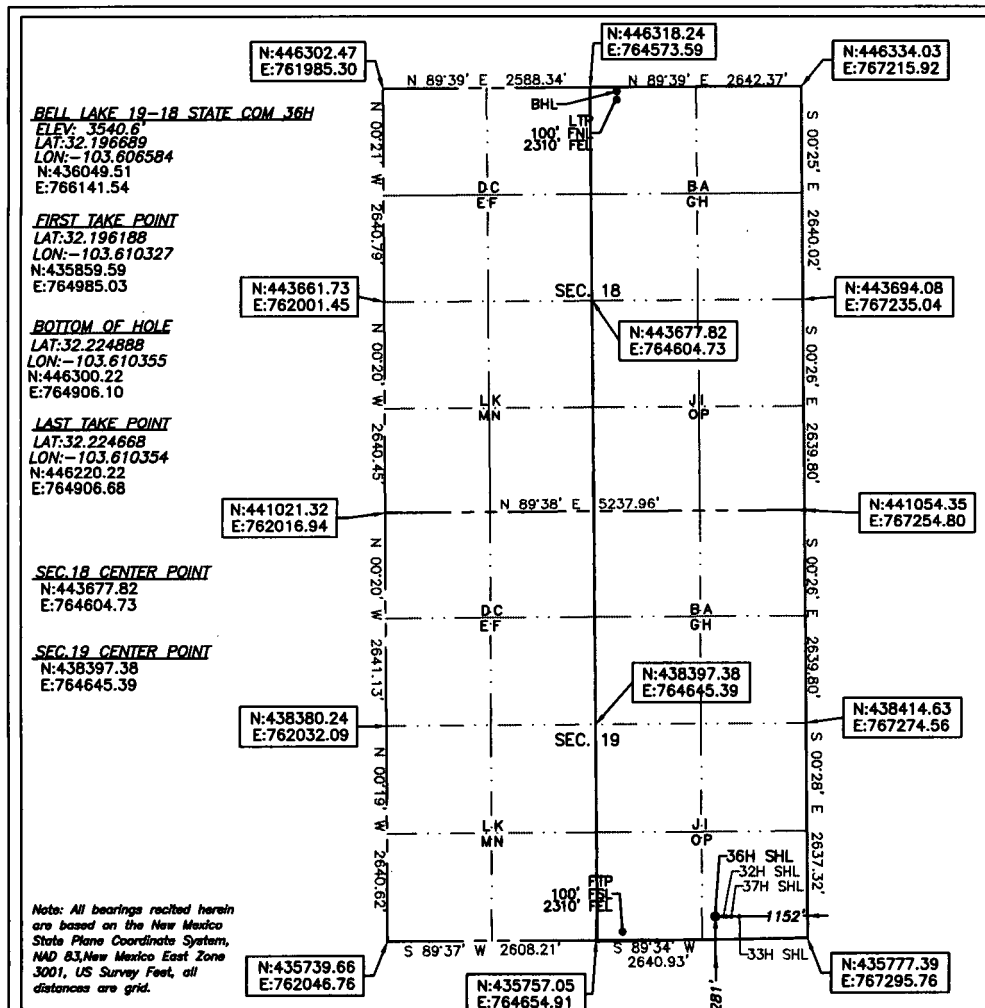 N:446302.47
E:761985.30
N:446318.24
E:764573.59
N:446334.03
E:767215.92
N 89°39' E 2588.34'
N 89°39' E 2642.37'
BHL
LTP
100' FNL
2310' FEL
BELL LAKE 19-18 STATE COM 36H
ELEV: 3540.6'
LAT:32.196689
LON:-103.606584
N:436049.51
E:766141.54
FIRST TAKE POINT
LAT:32.196188
LON:-103.610327
N:435859.59
E:764985.03
BOTTOM OF HOLE
LAT:32.224888
LON:-103.610355
N:446300.22
E:764906.10
LAST TAKE POINT
LAT:32.224668
LON:-103.610354
N:446220.22
E:764906.68
SEC.18 CENTER POINT
N:443677.82
E:764604.73
SEC.19 CENTER POINT
N:438397.38
E:764645.39
Note: All bearings recited herein
are based on the New Mexico
State Plane Coordinate System,
NAD 83,New Mexico East Zone
3001, US Survey Feet, all
distances are grid.
N 00°21' W 2640.79'
S 00°25' E 2640.02'
D C
E F
B A
G H
N:443661.73
E:762001.45
SEC. 18
N:443694.08
E:767235.04
N:443677.82
E:764604.73
N 00°20' W 2640.45'
S 00°26' E 2639.80'
L K
M N
J I
O P
N:441021.32
E:762016.94
N 89°38' E 5237.96'
N:441054.35
E:767254.80
N 00°20' W 2641.13'
S 00°26' E 2639.80'
D C
E F
B A
G H
N:438397.38
E:764645.39
N:438380.24
E:762032.09
SEC. 19
N:438414.63
E:767274.56
N 00°19' W 2640.62'
S 00°28' E 2637.32'
L K
M N
J I
O P
36H SHL
32H SHL
37H SHL
1152'
33H SHL
FTP
100' FSL
2310' FEL
S 89°37' W 2608.21'
S 89°34' W
2640.93'
N:435739.66
E:762046.76
N:435757.05
E:764654.91
N:435777.39
E:767295.76